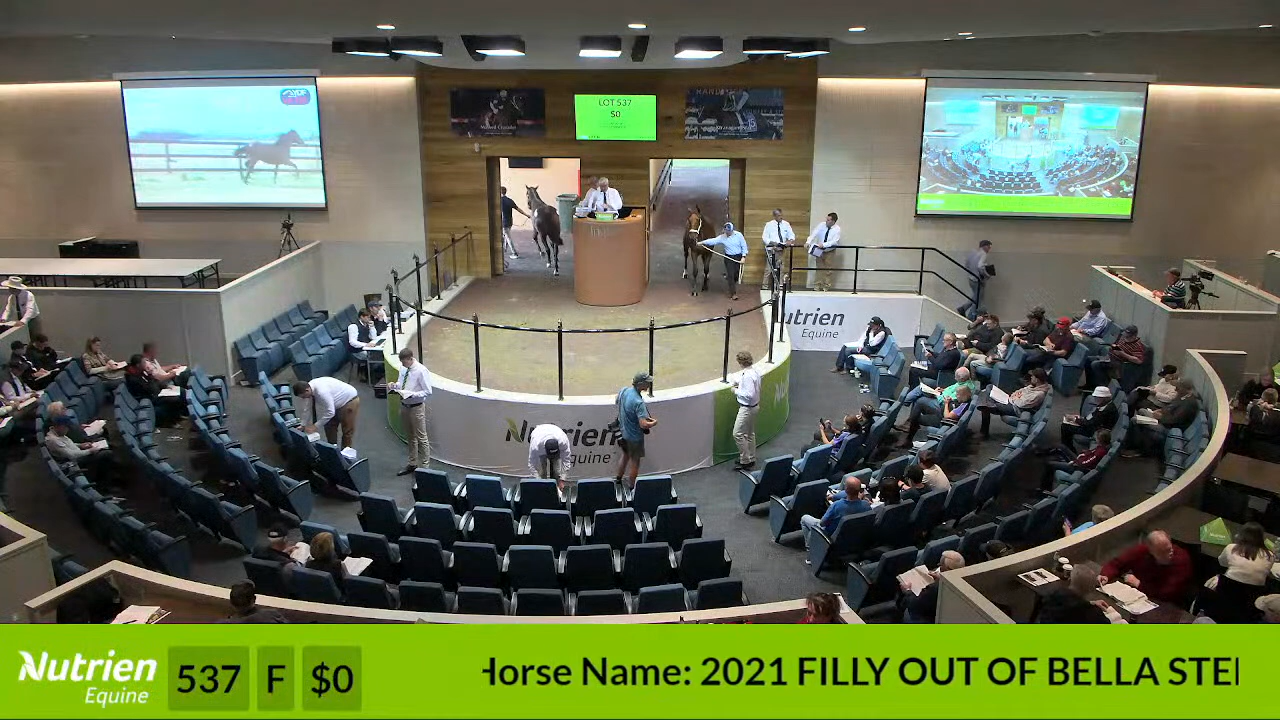 LOT 537
$0
Nutrien
Equine
Nutrien
Equine
Nutrien
Equine
537
F
$0
Horse Name: 2021 FILLY OUT OF BELLA STE